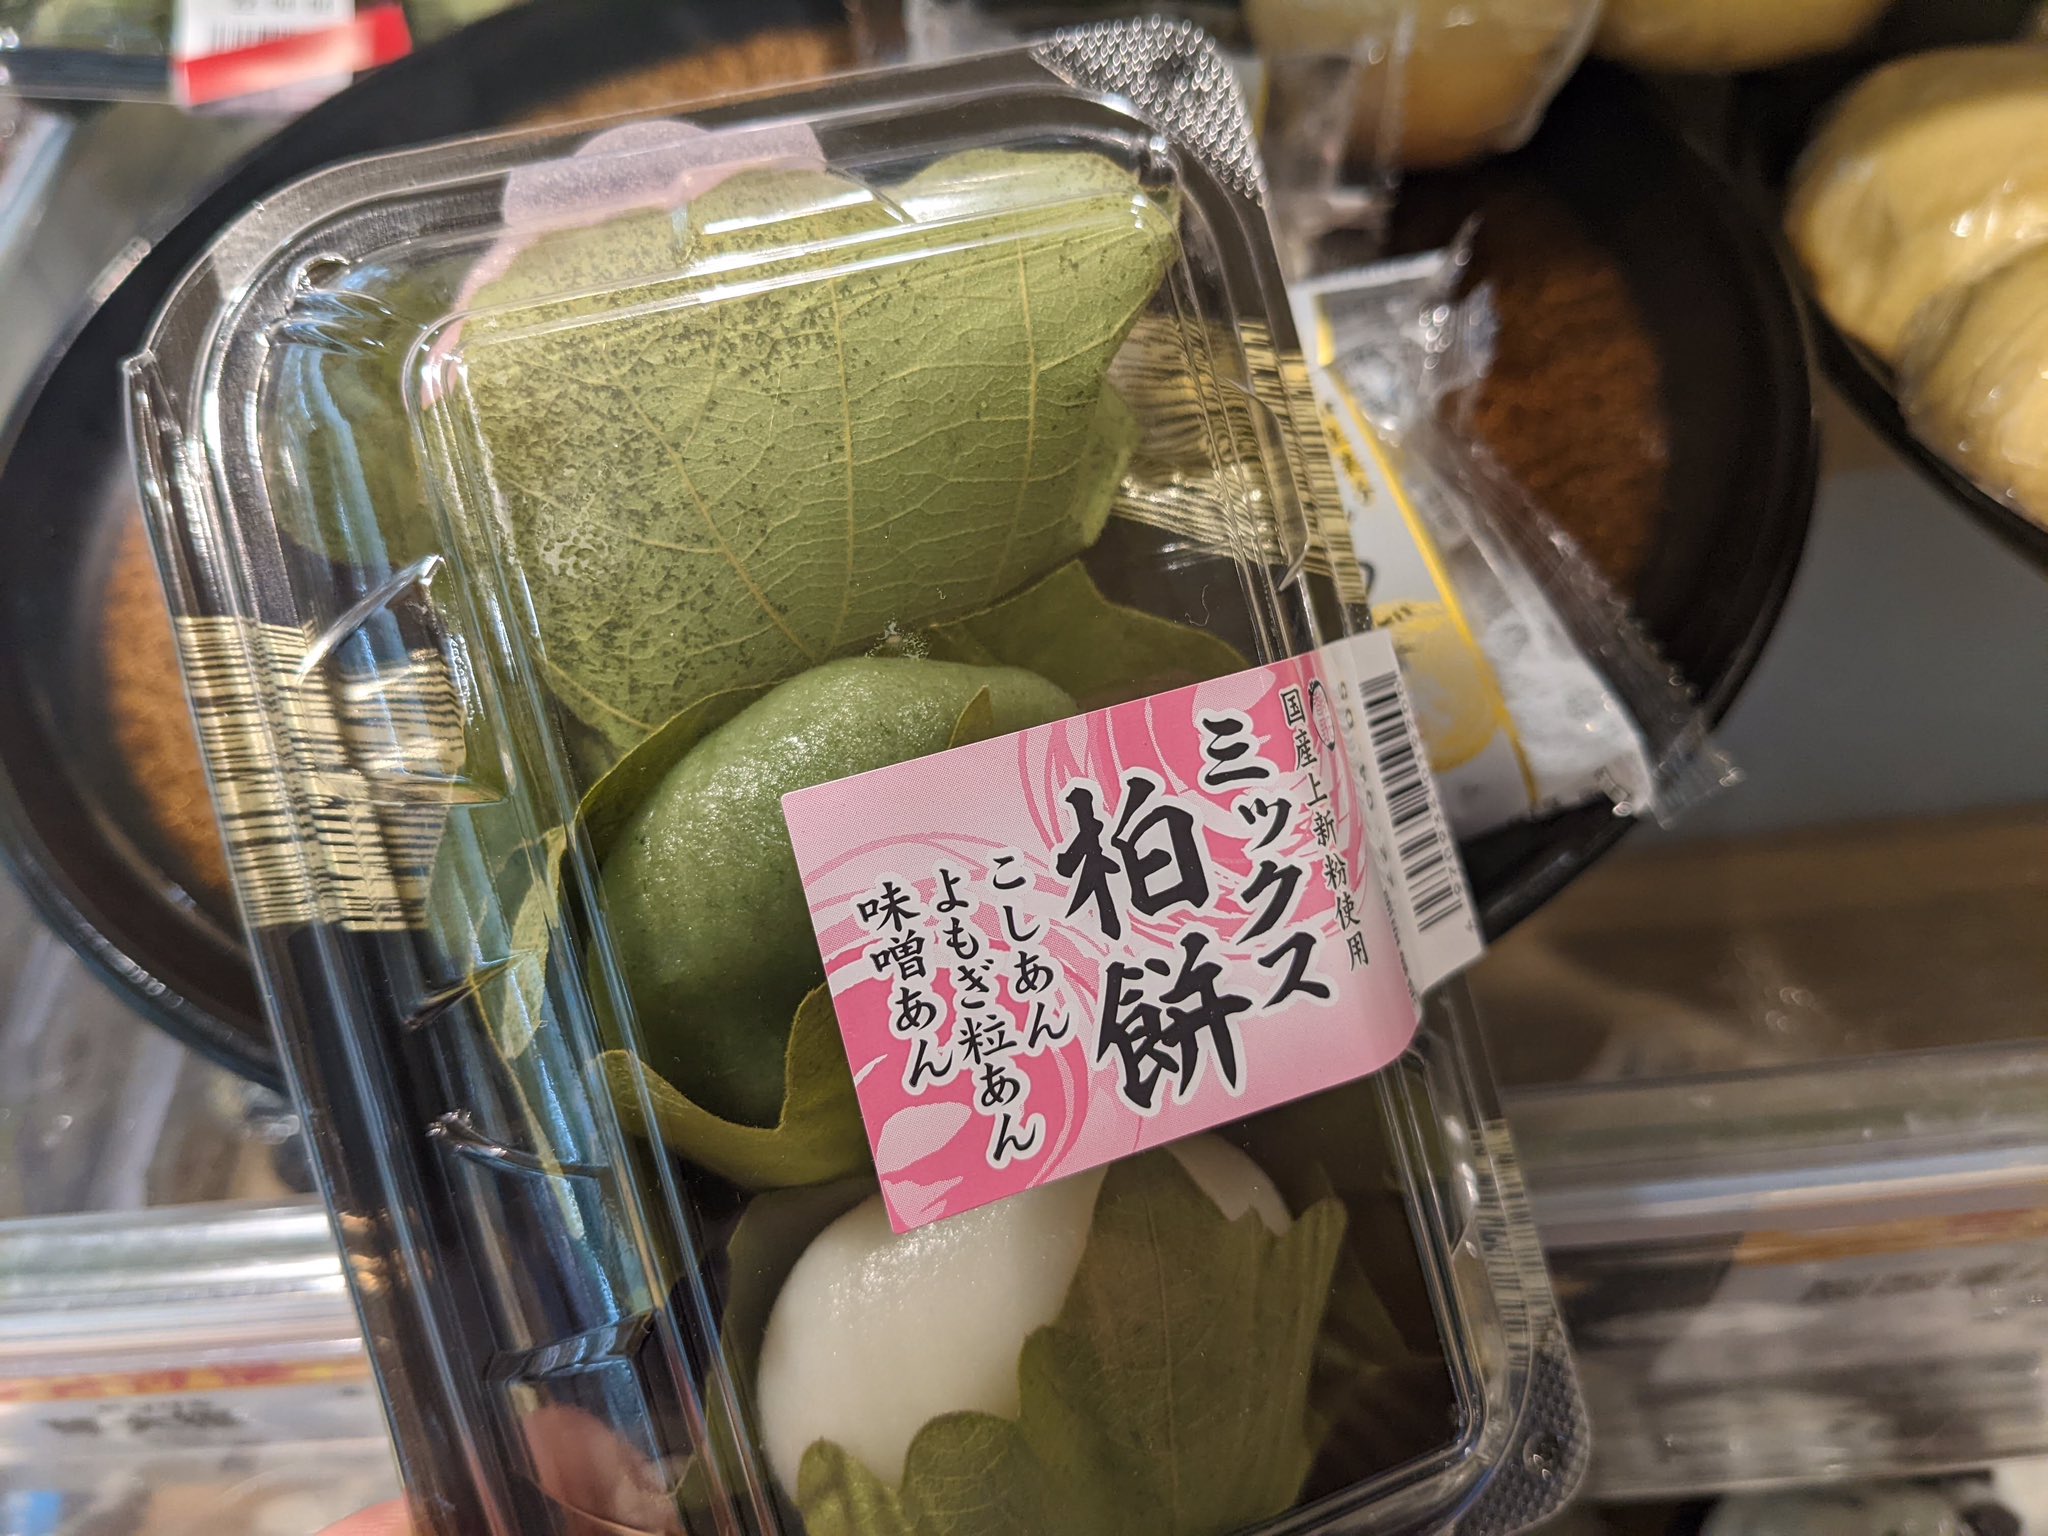 国産上新粉使用
ミックス
柏餅
こしあん
よもぎ粒あん
味噌あん